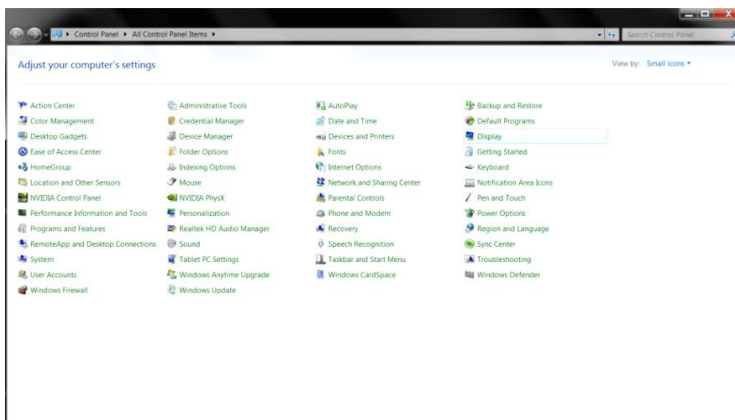 Control Panel ▸ All Control Panel Items ▸
Search Control Panel
Adjust your computer's settings
View by: Small icons
Action Center Administrative Tools AutoPlay Backup and Restore
Color Management Credential Manager Date and Time Default Programs
Desktop Gadgets Device Manager Devices and Printers Display
Ease of Access Center Folder Options Fonts Getting Started
HomeGroup Indexing Options Internet Options Keyboard
Location and Other Sensors Mouse Network and Sharing Center Notification Area Icons
NVIDIA Control Panel NVIDIA PhysX Parental Controls Pen and Touch
Performance Information and Tools Personalization Phone and Modem Power Options
Programs and Features Realtek HD Audio Manager Recovery Region and Language
RemoteApp and Desktop Connections Sound Speech Recognition Sync Center
System Tablet PC Settings Taskbar and Start Menu Troubleshooting
User Accounts Windows Anytime Upgrade Windows CardSpace Windows Defender
Windows Firewall Windows Update